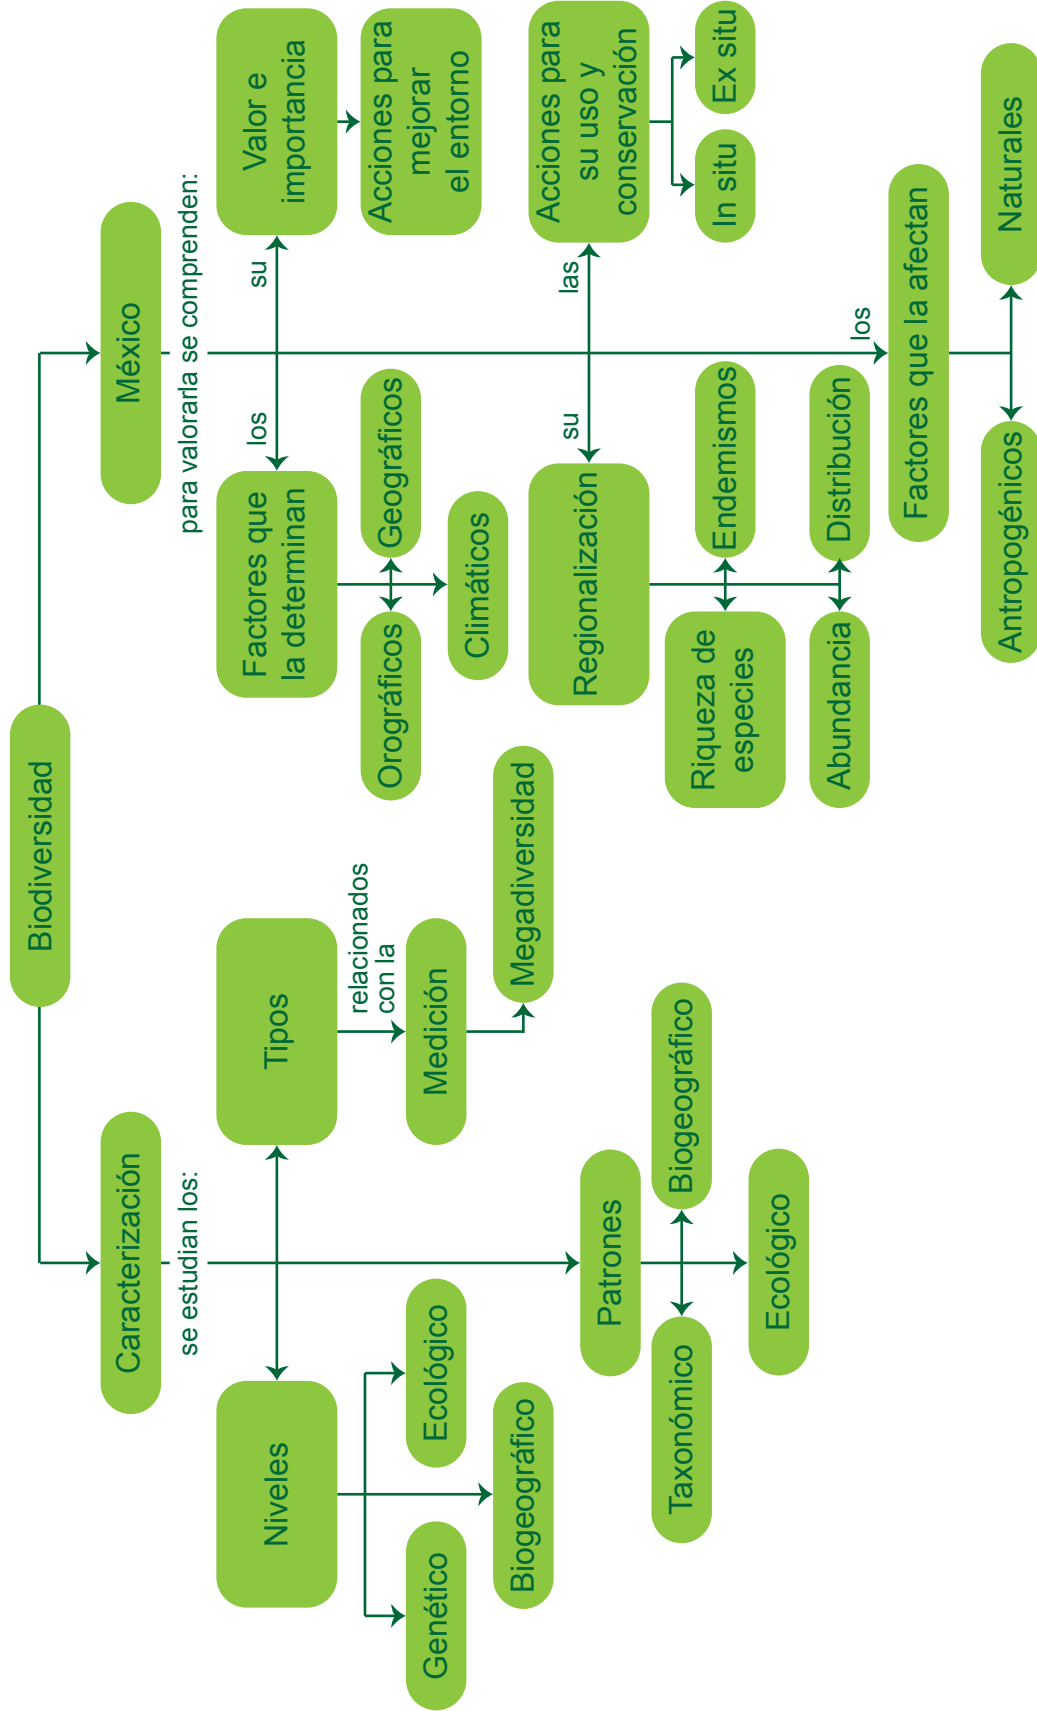 Biodiversidad
Caracterización
se estudian los:
Niveles
Genético
Ecológico
Biogeográfico
Tipos
relacionados
con la
Medición
Megadiversidad
Patrones
Taxonómico
Biogeográfico
Ecológico
México
para valorarla se comprenden:
los
su
Factores que
la determinan
Orográficos
Geográficos
Climáticos
Valor e
importancia
Acciones para
mejorar
el entorno
su
las
Regionalización
Riqueza de
especies
Endemismos
Abundancia
Distribución
Acciones para
su uso y
conservación
In situ
Ex situ
los
Factores que la afectan
Antropogénicos
Naturales